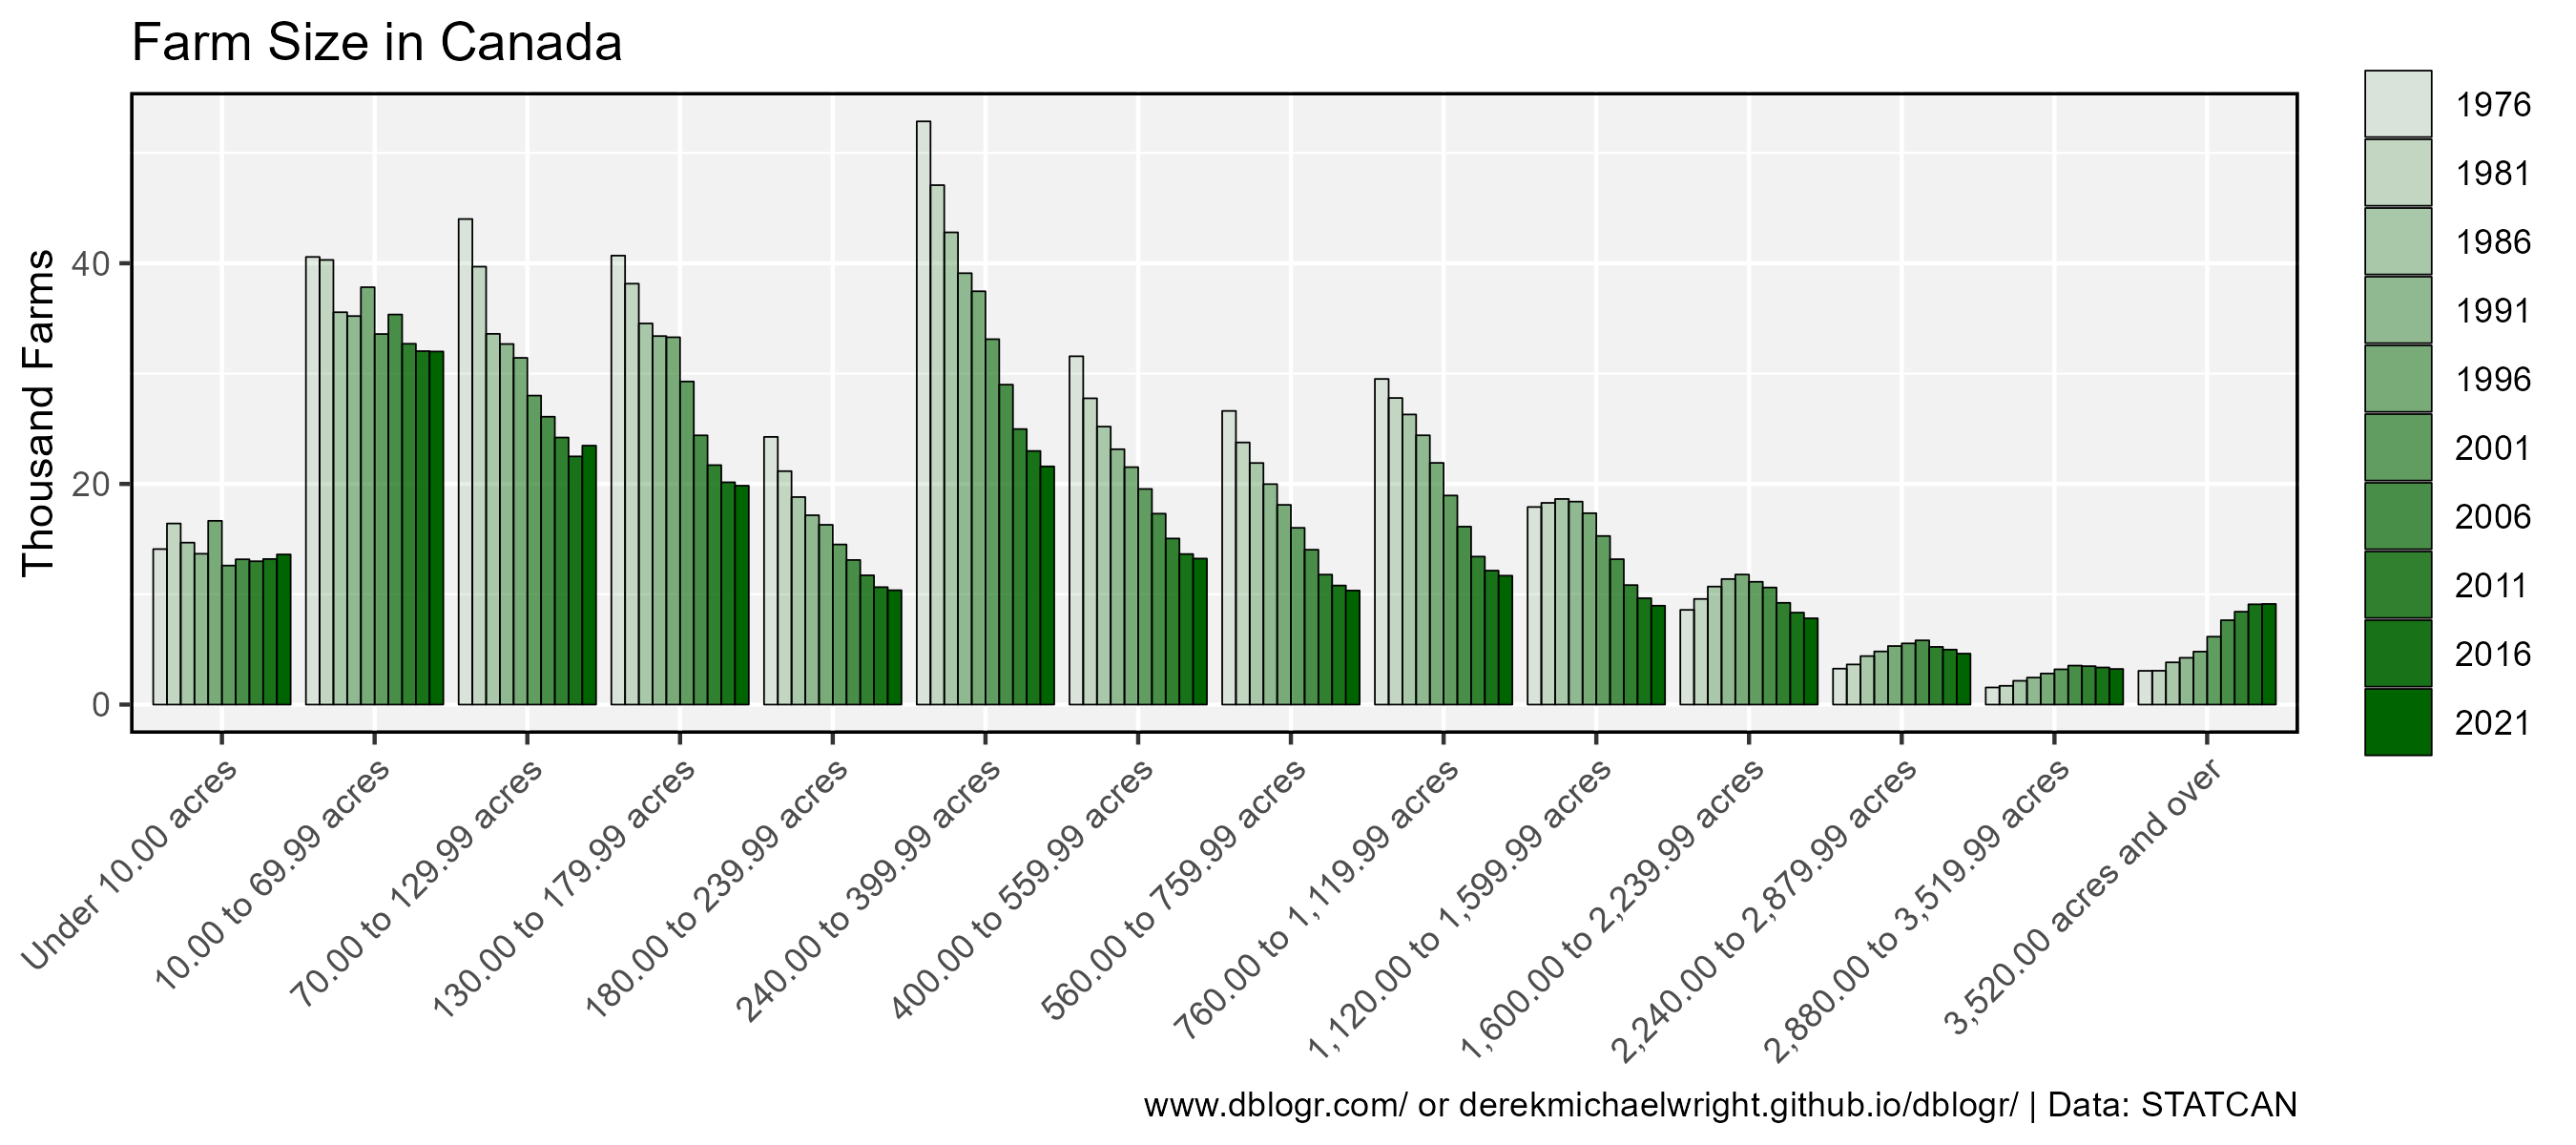 Farm Size in Canada
Thousand Farms
40
20
0
Under 10.00 acres
10.00 to 69.99 acres
70.00 to 129.99 acres
130.00 to 179.99 acres
180.00 to 239.999 acres
240.00 to 399.99 acres
400.00 to 559.99 acres
560.00 to 759.99 acres
760.00 to 1,119.99 acres
1,120.00 to 1,599.99 acres
1,600.00 to 2,239.99 acres
2,240.00 to 2,879.99 acres
2,880.00 to 3,519.99 acres
3,520.00 acres and over
1976
1981
1986
1991
1996
2001
2006
2011
2016
2021
www.dblogr.com/ or derekmichaelwright.github.io/dblogr/ | Data: STATCAN